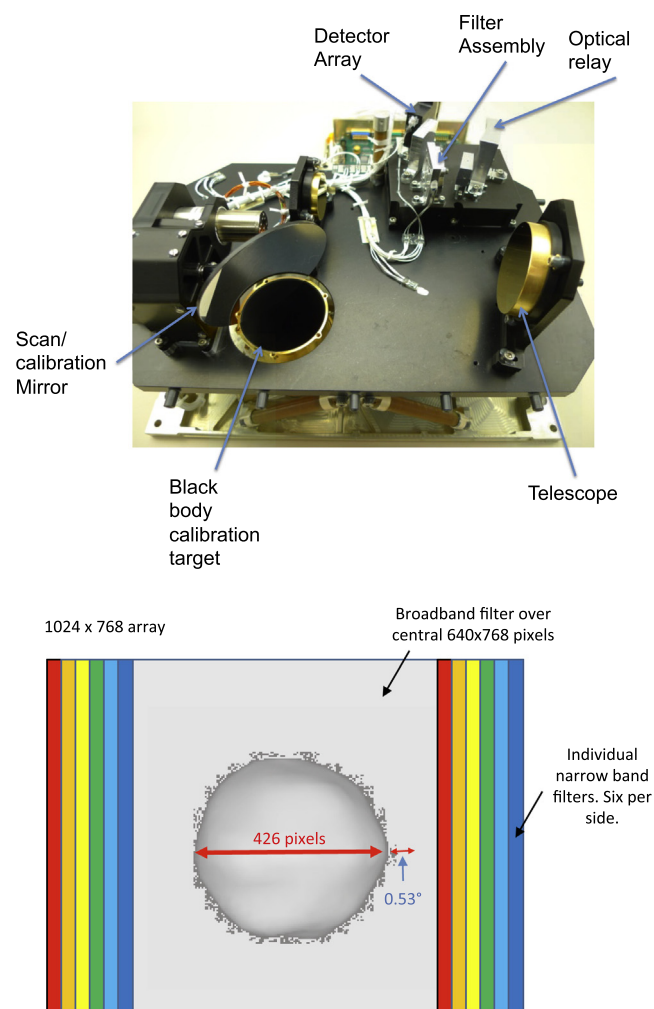 Detector
Array
Filter
Assembly
Optical
relay
Scan/
calibration
Mirror
Black
body
calibration
target
Telescope
1024 x 768 array
Broadband filter over
central 640x768 pixels
Individual
narrow band
filters. Six per
side.
426 pixels
0.53°